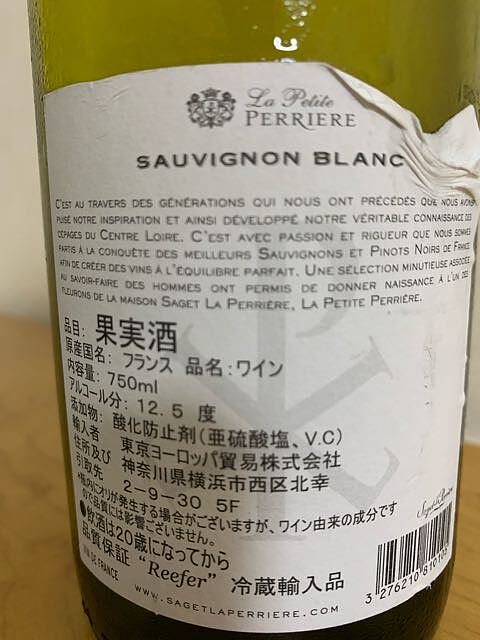 La Petite
PERRIERE
SAUVIGNON BLANC
C'EST AU TRAVERS DES GÉNÉRATIONS QUI NOUS ONT PRÉCÉDÉS QUE NOUS AVONS
PUISÉ NOTRE INSPIRATION ET AINSI DÉVELOPPÉ NOTRE VÉRITABLE CONNAISSANCE DES
CÉPAGES DU CENTRE LOIRE. C'EST AVEC PASSION ET RIGUEUR QUE NOUS SOMMES
PARTIS À LA CONQUÊTE DES MEILLEURS SAUVIGNONS ET PINOTS NOIRS DE FRANCE
AFIN DE CRÉER DES VINS À L'ÉQUILIBRE PARFAIT. UNE SÉLECTION MINUTIEUSE ASSOCIÉE
AU SAVOIR-FAIRE DES HOMMES ONT PERMIS DE DONNER NAISSANCE À L'UN DES
FLEURONS DE LA MAISON SAGET LA PERRIÈRE, LA PETITE PERRIÈRE.
品目: 果実酒
原産国名: フランス 品名:ワイン
内容量: 750ml
アルコール分: 12.5 度
添加物: 酸化防止剤(亜硫酸塩、V.C)
輸入者 東京ヨーロッパ貿易株式会社
住所及び 神奈川県横浜市西区北幸
引取先 2-9-30 5F
•瓶内にオリが発生する場合がございますが、ワイン由来の成分です
ので品質には影響ございません。
●飲酒は20歳になってから
品質保証 "Reefer" 冷蔵輸入品
VIN DE FRANCE
WWW.SAGETLAPERRIERE.COM
Saget la Perrière
3 276210 810109